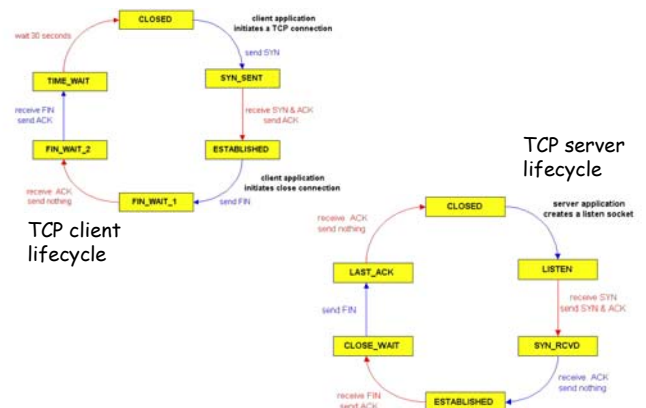 CLOSED
client application
initiates a TCP connection
wait 30 seconds
send SYN
TIME_WAIT
SYN_SENT
receive FIN
send ACK
receive SYN & ACK
send ACK
FIN_WAIT_2
ESTABLISHED
client application
initiates close connection
receive ACK
send nothing
FIN_WAIT_1
send FIN
TCP client
lifecycle
TCP server
lifecycle
CLOSED
server application
creates a listen socket
receive ACK
send nothing
LAST_ACK
LISTEN
send FIN
receive SYN
send SYN & ACK
CLOSE_WAIT
SYN_RCVD
receive ACK
send nothing
receive FIN
send ACK
ESTABLISHED